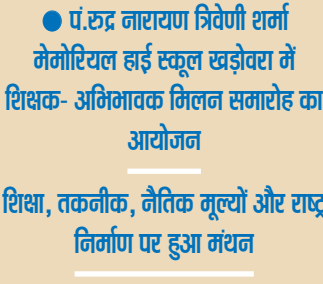 ● पं.रुद्र नारायण त्रिवेणी शर्मा
मेमोरियल हाई स्कूल खड़ोवरा में
शिक्षक- अभिभावक मिलन समारोह का
आयोजन
शिक्षा, तकनीक, नैतिक मूल्यों और राष्ट्र
निर्माण पर हुआ मंथन